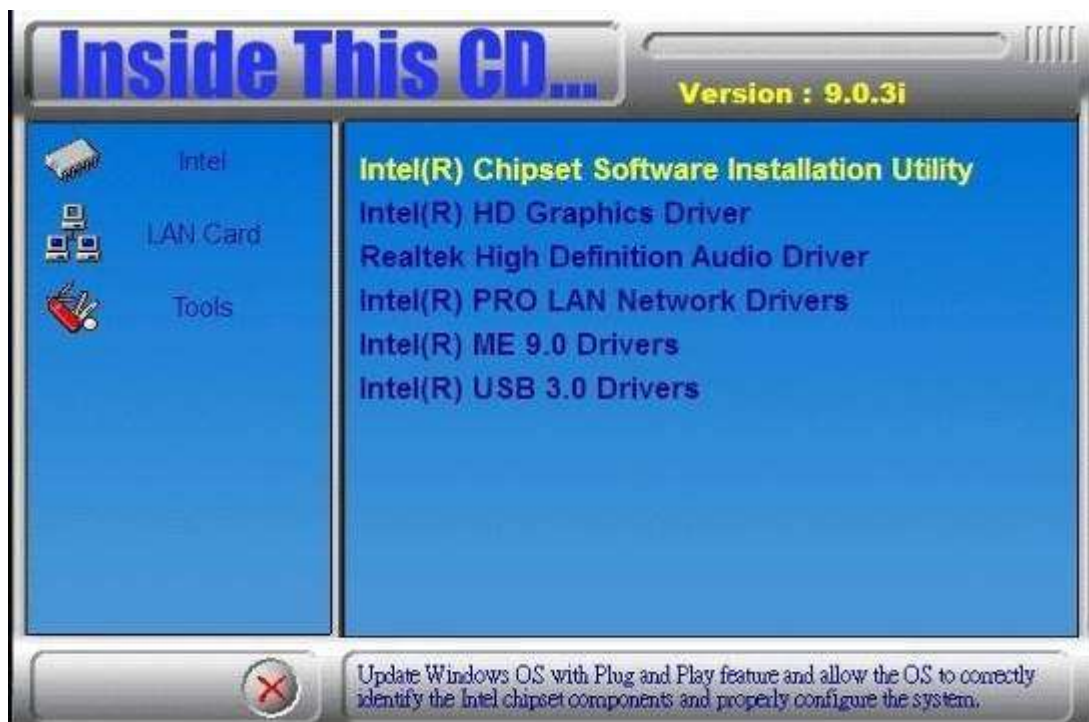 Inside This CD...
Version : 9.0.3i
Intel
LAN Card
Tools
Intel(R) Chipset Software Installation Utility
Intel(R) HD Graphics Driver
Realtek High Definition Audio Driver
Intel(R) PRO LAN Network Drivers
Intel(R) ME 9.0 Drivers
Intel(R) USB 3.0 Drivers
Update Windows OS with Plug and Play feature and allow the OS to correctly
identify the Intel chipset components and properly configure the system.